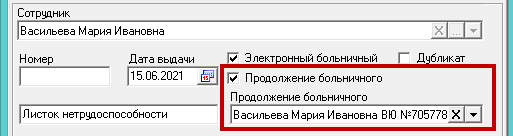 Сотрудник
Васильева Мария Ивановна
Номер Дата выдачи Электронный больничный Дубликат
15.06.2021 Продолжение больничного
Продолжение больничного
Листок нетрудоспособности Васильева Мария Ивановна ВЮ №705778